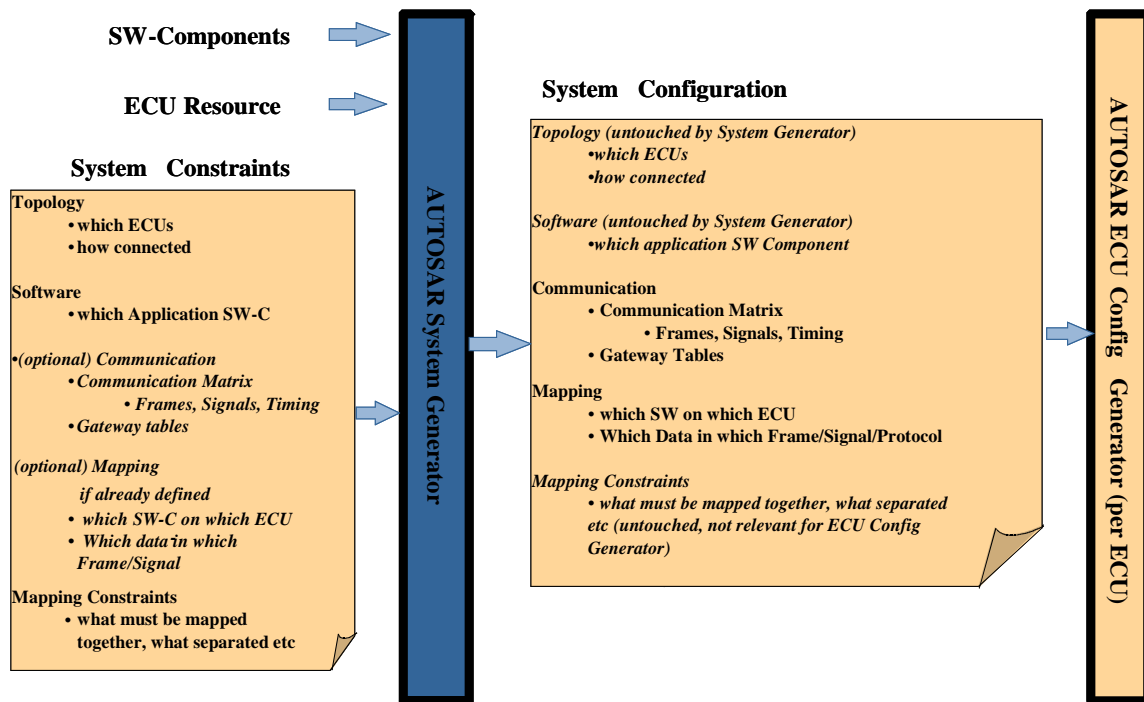 SW-Components
ECU Resource
System Constraints
Topology
• which ECUs
• how connected
Software
• which Application SW-C
•(optional) Communication
• Communication Matrix
• Frames, Signals, Timing
• Gateway tables
(optional) Mapping
if already defined
• which SW-C on which ECU
• Which data in which
Frame/Signal
Mapping Constraints
• what must be mapped
together, what separated etc
AUTOSAR System Generator
System Configuration
Topology (untouched by System Generator)
•which ECUs
•how connected
Software (untouched by System Generator)
•which application SW Component
Communication
• Communication Matrix
• Frames, Signals, Timing
• Gateway Tables
Mapping
• which SW on which ECU
• Which Data in which Frame/Signal/Protocol
Mapping Constraints
• what must be mapped together, what separated
etc (untouched, not relevant for ECU Config
Generator)
AUTOSAR ECU Config Generator (per ECU)